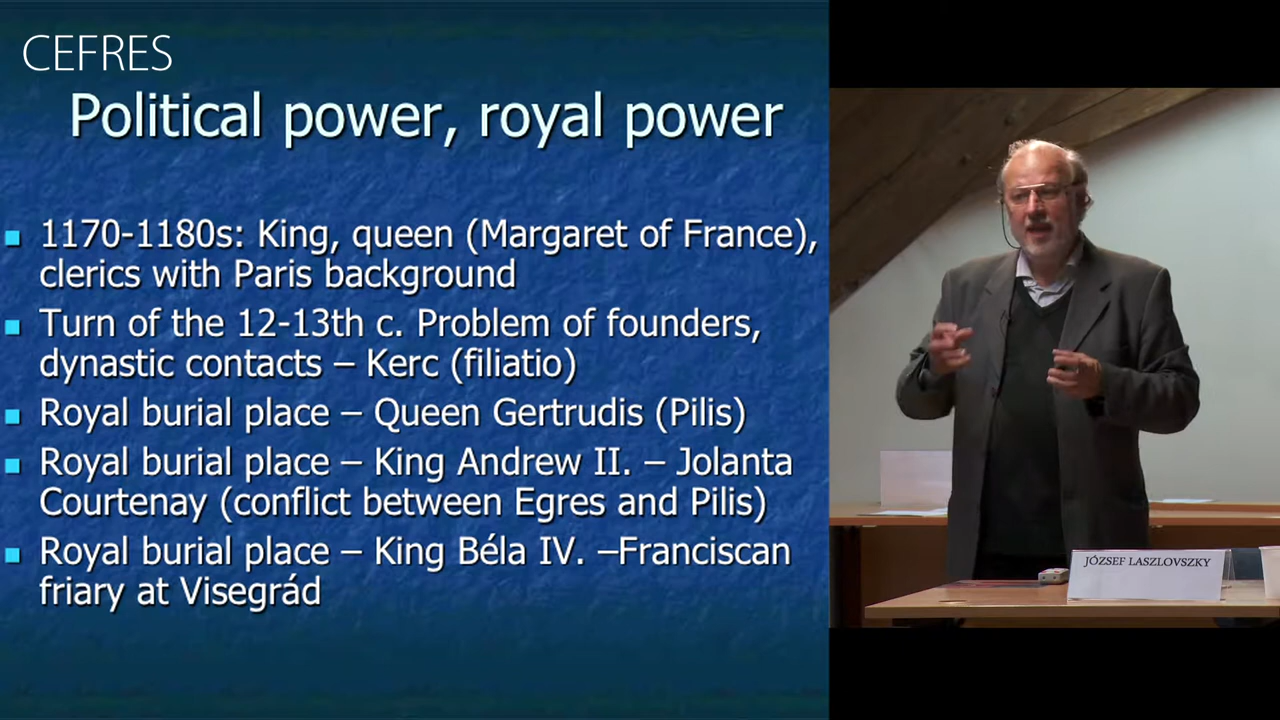 CEFRES
Political power, royal power
1170-1180s: King, queen (Margaret of France),
clerics with Paris background
Turn of the 12-13th c. Problem of founders,
dynastic contacts – Kerc (filiatio)
Royal burial place – Queen Gertrudis (Pilis)
Royal burial place – King Andrew II. – Jolanta
Courtenay (conflict between Egres and Pilis)
Royal burial place – King Béla IV. –Franciscan
friary at Visegrád
JÓZSEF LASZLOVSZKY